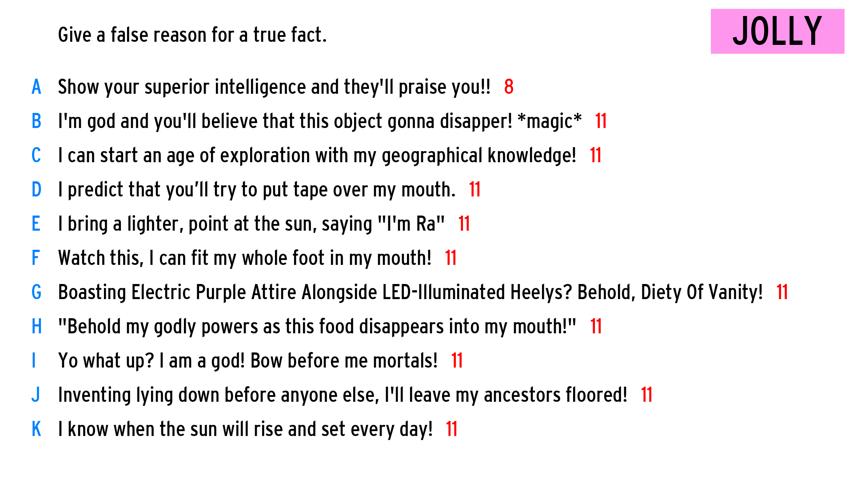 Give a false reason for a true fact.
JOLLY
A Show your superior intelligence and they'll praise you!! 8
B I'm god and you'll believe that this object gonna disapper! *magic* 11
C I can start an age of exploration with my geographical knowledge! 11
D I predict that you’ll try to put tape over my mouth. 11
E I bring a lighter, point at the sun, saying "I'm Ra" 11
F Watch this, I can fit my whole foot in my mouth! 11
G Boasting Electric Purple Attire Alongside LED-Illuminated Heelys? Behold, Diety Of Vanity! 11
H "Behold my godly powers as this food disappears into my mouth!" 11
I Yo what up? I am a god! Bow before me mortals! 11
J Inventing lying down before anyone else, I'll leave my ancestors floored! 11
K I know when the sun will rise and set every day! 11